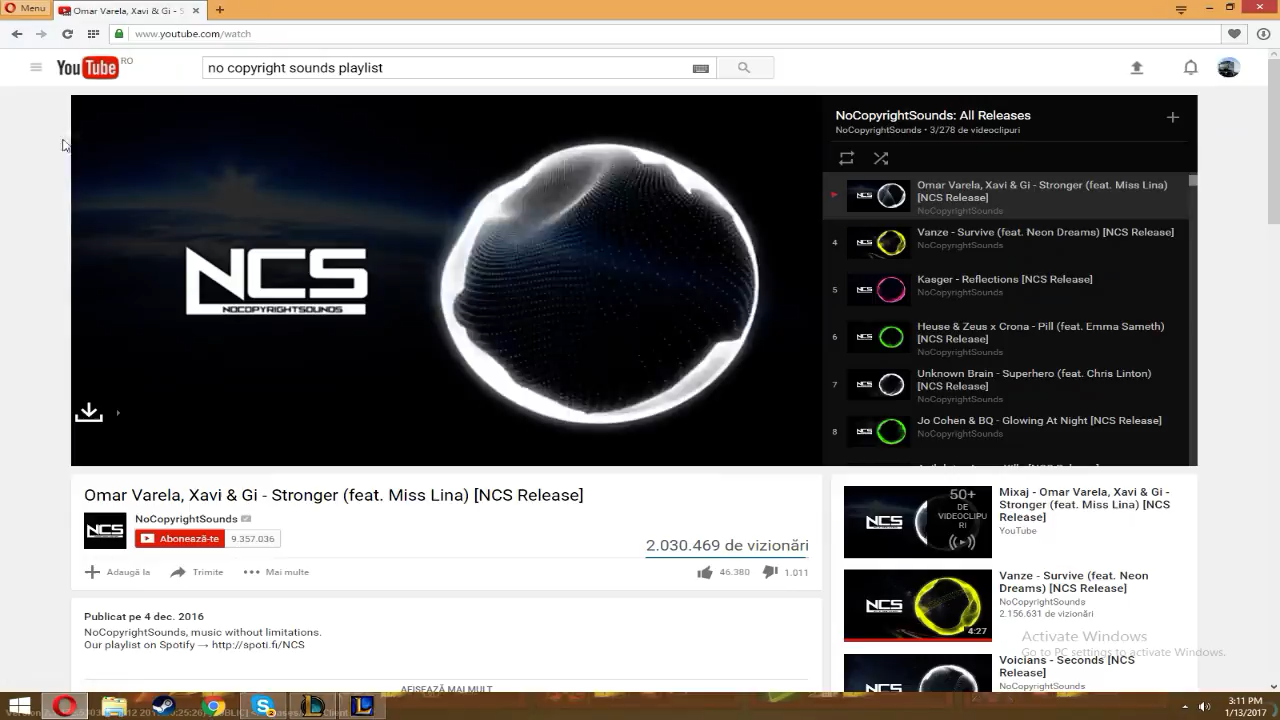 Menu
Omar Varela, Xavi & Gi - S
www.youtube.com/watch
YouTube RO
no copyright sounds playlist
NCS
NOCOPYRIGHTSOUNDS
NoCopyrightSounds: All Releases
NoCopyrightSounds • 3/278 de videoclipuri
Omar Varela, Xavi & Gi - Stronger (feat. Miss Lina)
[NCS Release]
NoCopyrightSounds
4
Vanze - Survive (feat. Neon Dreams) [NCS Release]
NoCopyrightSounds
5
Kasger - Reflections [NCS Release]
NoCopyrightSounds
6
Heuse & Zeus x Crona - Pill (feat. Emma Sameth)
[NCS Release]
NoCopyrightSounds
7
Unknown Brain - Superhero (feat. Chris Linton)
[NCS Release]
NoCopyrightSounds
8
Jo Cohen & BQ - Glowing At Night [NCS Release]
NoCopyrightSounds
Omar Varela, Xavi & Gi - Stronger (feat. Miss Lina) [NCS Release]
NCS
NoCopyrightSounds
Abonează-te 9.357.036
2.030.469 de vizionări
Adaugă la Trimite Mai multe
46.380 1.011
Publicat pe 4 dec. 2016
NoCopyrightSounds, music without limitations.
Our playlist on Spotify → http://spoti.fi/NCS
AFIȘEAZĂ MAI MULT
NCS
50+
DE
VIDEOCLIPU
RI
Mixaj - Omar Varela, Xavi & Gi -
Stronger (feat. Miss Lina) [NCS
Release]
YouTube
NCS
4:27
Vanze - Survive (feat. Neon
Dreams) [NCS Release]
NoCopyrightSounds
2.156.631 de vizionări
NCS
Voicians - Seconds [NCS
Release]
NoCopyrightSounds
Activate Windows
Go to PC settings to activate Windows.
3:11 PM
1/13/2017